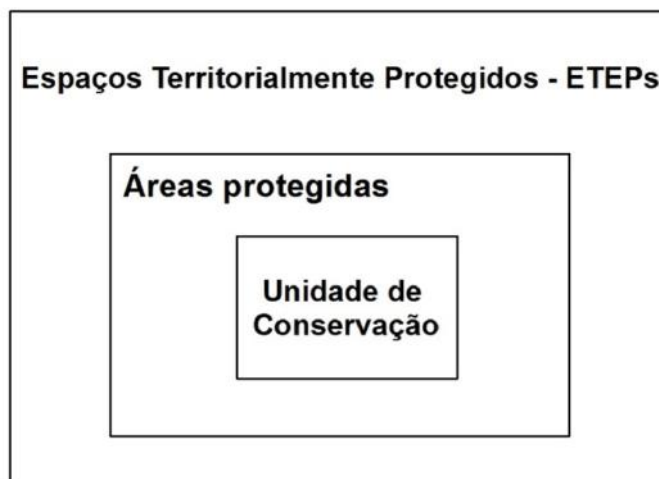 Espaços Territorialmente Protegidos - ETEPs
Áreas protegidas
Unidade de
Conservação